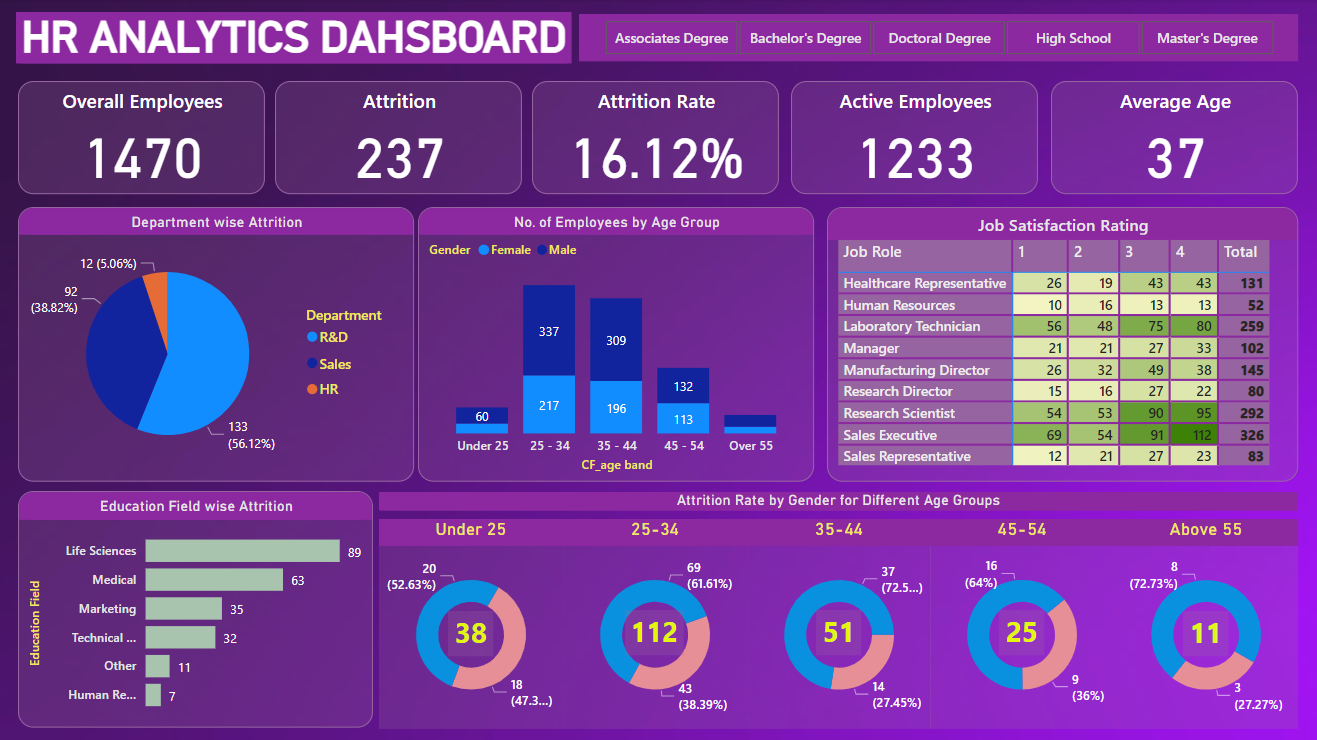 HR ANALYTICS DAHSBOARD
Associates Degree Bachelor's Degree Doctoral Degree High School Master's Degree
Overall Employees
1470
Attrition
237
Attrition Rate
16.12%
Active Employees
1233
Average Age
37
Department wise Attrition
12 (5.06%)
92
(38.82%)
133
(56.12%)
Department
R&D
Sales
HR
No. of Employees by Age Group
Gender Female Male
60
337
217
309
196
132
113
Under 25 25 - 34 35 - 44 45 - 54 Over 55
CF_age band
Job Satisfaction Rating
Job Role 1 2 3 4 Total
Healthcare Representative 26 19 43 43 131
Human Resources 10 16 13 13 52
Laboratory Technician 56 48 75 80 259
Manager 21 21 27 33 102
Manufacturing Director 26 32 49 38 145
Research Director 15 16 27 22 80
Research Scientist 54 53 90 95 292
Sales Executive 69 54 91 112 326
Sales Representative 12 21 27 23 83
Education Field wise Attrition
Education Field
Life Sciences 89
Medical 63
Marketing 35
Technical ... 32
Other 11
Human Re... 7
Attrition Rate by Gender for Different Age Groups
Under 25
20
(52.63%)
38
18
(47.3...)
25-34
69
(61.61%)
112
43
(38.39%)
35-44
37
(72.5...)
51
14
(27.45%)
45-54
16
(64%)
25
9
(36%)
Above 55
8
(72.73%)
11
3
(27.27%)